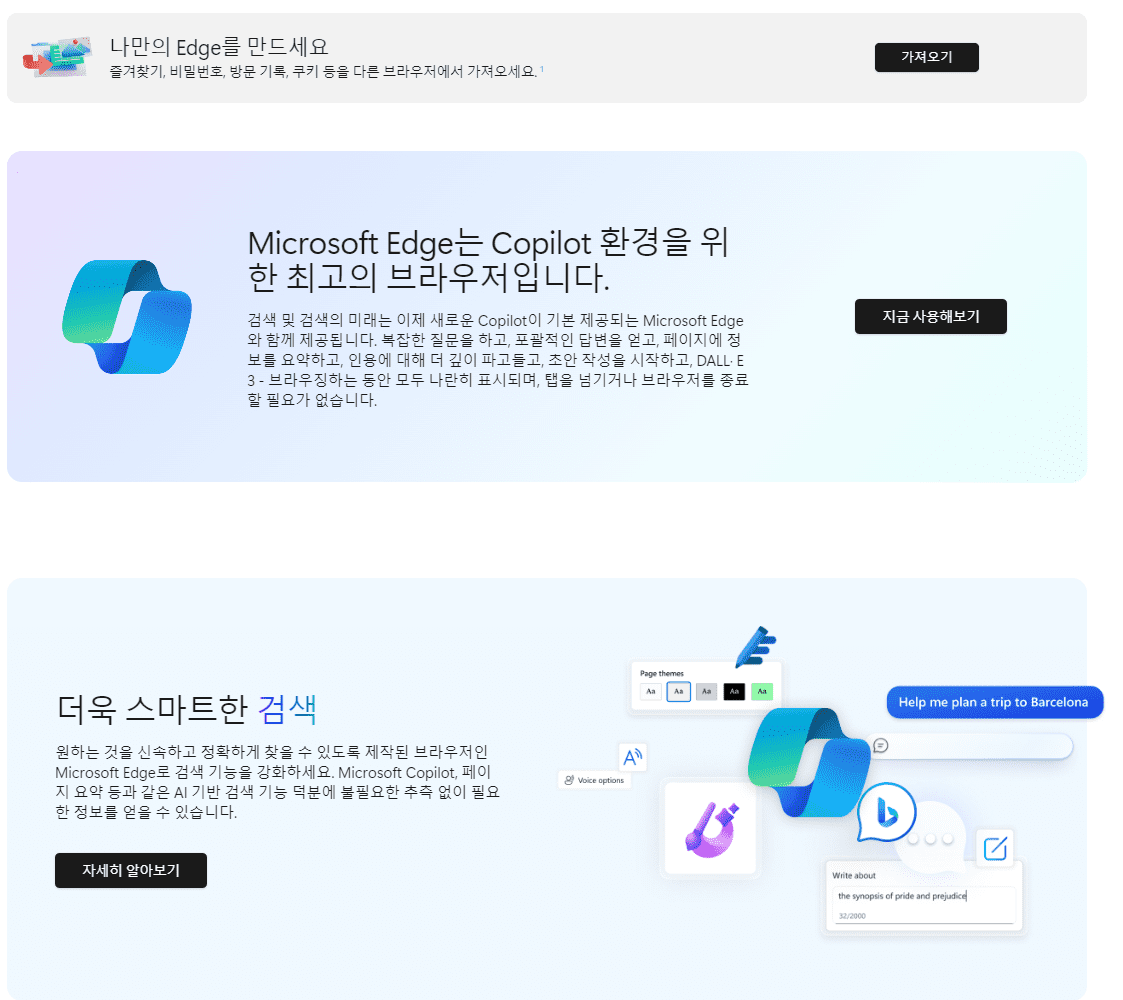 나만의 Edge를 만드세요
즐겨찾기, 비밀번호, 방문 기록, 쿠키 등을 다른 브라우저에서 가져오세요. 1
가져오기
Microsoft Edge는 Copilot 환경을 위
한 최고의 브라우저입니다.
검색 및 검색의 미래는 이제 새로운 Copilot이 기본 제공되는 Microsoft Edge
와 함께 제공됩니다. 복잡한 질문을 하고, 포괄적인 답변을 얻고, 페이지에 정
보를 요약하고, 인용에 대해 더 깊이 파고들고, 초안 작성을 시작하고, DALL· E
3 - 브라우징하는 동안 모두 나란히 표시되며, 탭을 넘기거나 브라우저를 종료
할 필요가 없습니다.
지금 사용해보기
더욱 스마트한 검색
원하는 것을 신속하고 정확하게 찾을 수 있도록 제작된 브라우저인
Microsoft Edge로 검색 기능을 강화하세요. Microsoft Copilot, 페이
지 요약 등과 같은 AI 기반 검색 기능 덕분에 불필요한 추측 없이 필요
한 정보를 얻을 수 있습니다.
자세히 알아보기
Page themes
Aa Aa Aa Aa Aa
Help me plan a trip to Barcelona
A
Voice options
Write about
the synopsis of pride and prejudice
32/2000